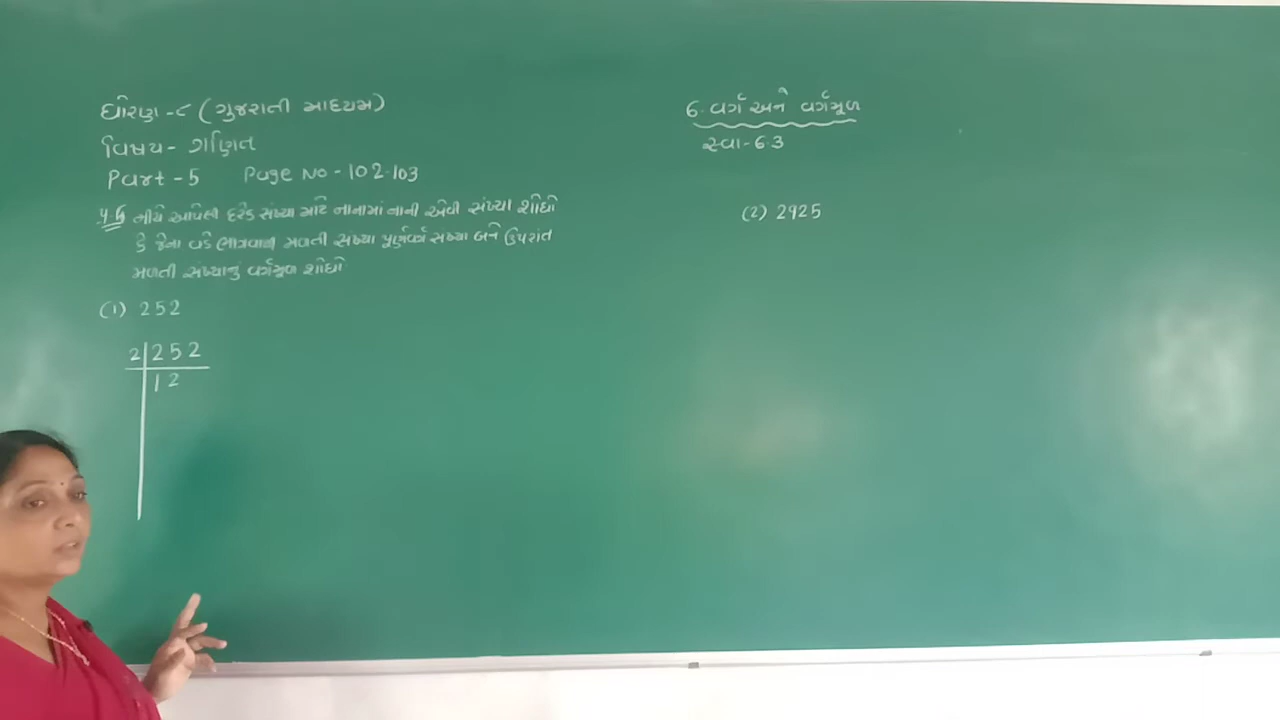 ધોરણ-૮ (ગુજરાતી માધ્યમ)
વિષય- ગણિત
Part-5 Page No-102.103
પ્ર.6 નીચે આપેલી દરેક સંખ્યા માટે નાનામાં નાની એવી સંખ્યા શોધો
કે જેના વડે ભાગવાથી મળતી સંખ્યા પૂર્ણવર્ગ સંખ્યા બને ઉપરાંત
મળતી સંખ્યાનું વર્ગમૂળ શોધો
(1) 252
2 252
12
6. વર્ગ અને વર્ગમૂળ
સ્વા-6.3
(2) 2925